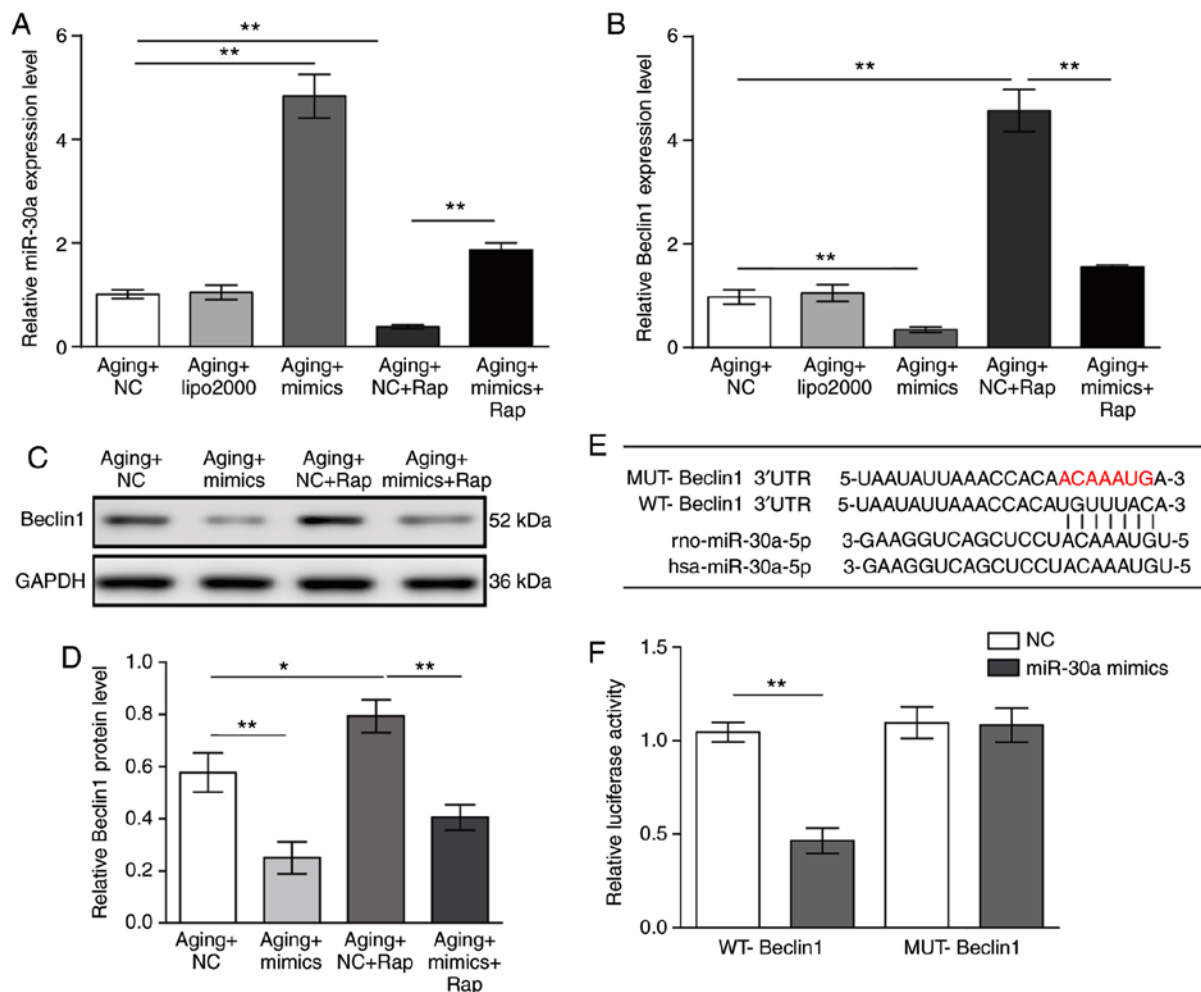 A
Relative miR-30a expression level
6
4
2
0
**
**
**
Aging+
NC
Aging+
lipo2000
Aging+
mimics
Aging+
NC+Rap
Aging+
mimics+
Rap
B
Relative Beclin1 expression level
6
4
2
0
**
**
**
Aging+
NC
Aging+
lipo2000
Aging+
mimics
Aging+
NC+Rap
Aging+
mimics+
Rap
C
Aging+
NC
Aging+
mimics
Aging+
NC+Rap
Aging+
mimics+Rap
Beclin1
52 kDa
GAPDH
36 kDa
D
Relative Beclin1 protein level
1.0
0.8
0.6
0.4
0.2
0.0
*
**
**
Aging+
NC
Aging+
mimics
Aging+
NC+Rap
Aging+
mimics+
Rap
E
MUT- Beclin1 3′UTR 5-UAUAUUAAACCACAACAAAUGA-3
WT- Beclin1 3′UTR 5-UAAUAUUAAACCACAUGUUUACA-3
rno-miR-30a-5p 3-GAAGGUCAGCUCCUACAAAUGU-5
hsa-miR-30a-5p 3-GAAGGUCAGCUCCUACAAAUGU-5
F
NC
miR-30a mimics
Relative luciferase activity
1.5
1.0
0.5
0.0
**
WT- Beclin1
MUT- Beclin1